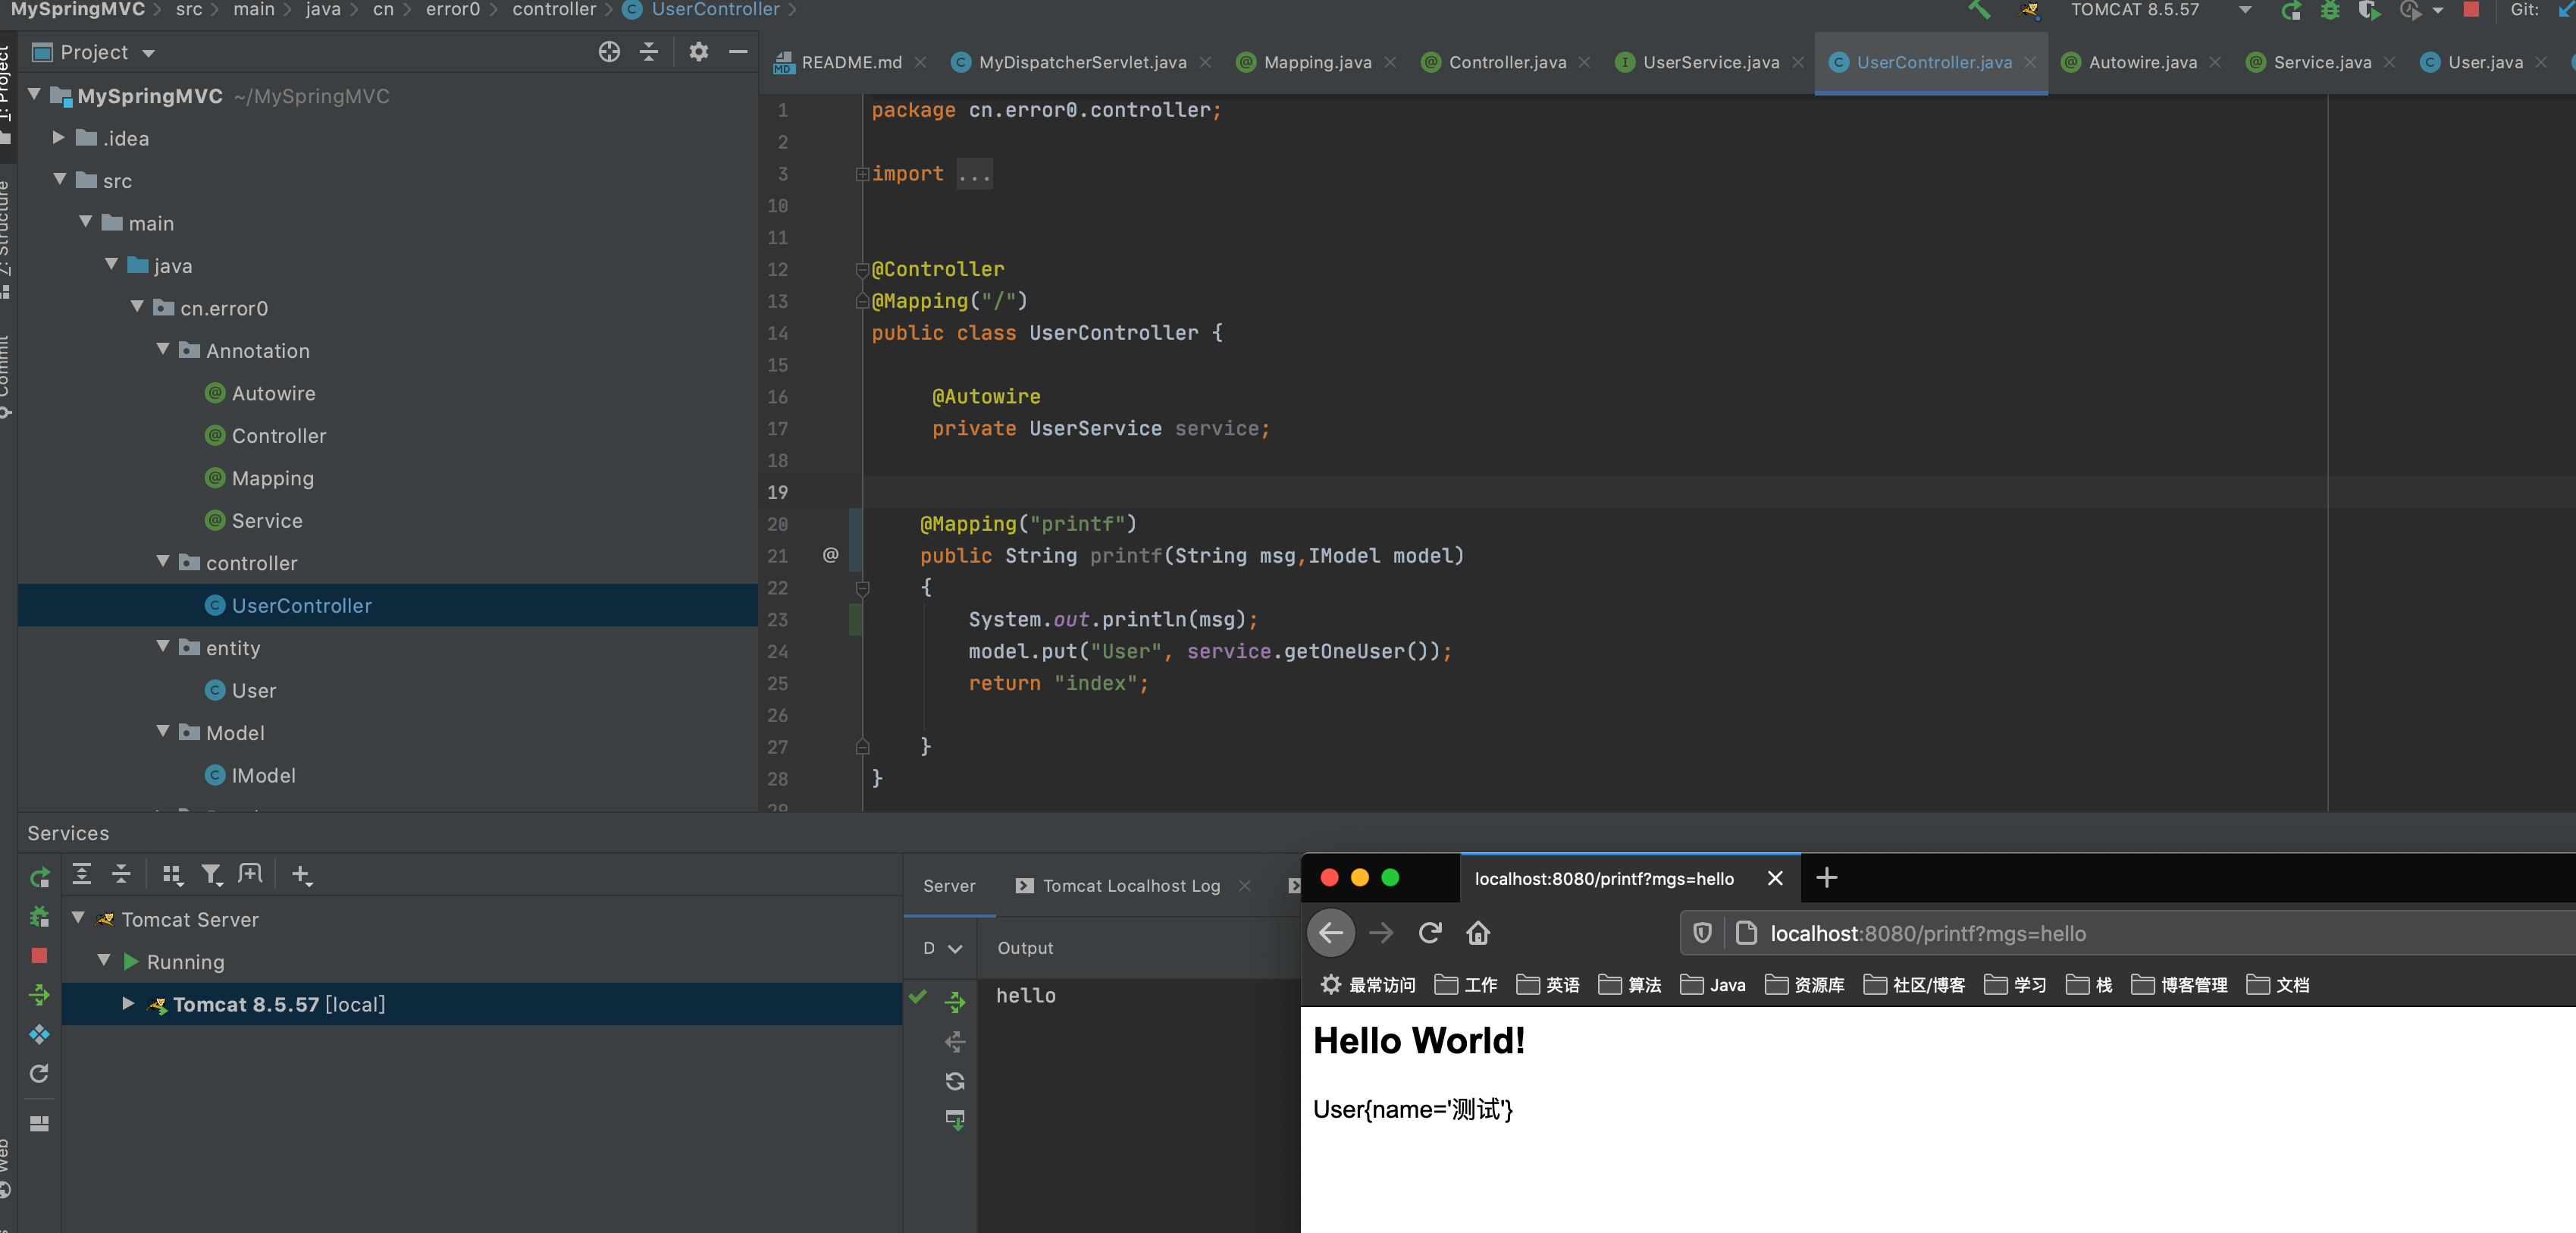 MySpringMVC src main java cn error0 controller UserController
TOMCAT 8.5.57 Git:
1: Project
Z: Structure
Commit
Web
Project
MySpringMVC ~/MySpringMVC
.idea
src
main
java
cn.error0
Annotation
Autowire
Controller
Mapping
Service
controller
UserController
entity
User
Model
IModel
README.md MyDispatcherServlet.java Mapping.java Controller.java UserService.java UserController.java Autowire.java Service.java User.java
1 package cn.error0.controller;
2
3 import ...
10
11
12 @Controller
13 @Mapping("/")
14 public class UserController {
15
16 @Autowire
17 private UserService service;
18
19
20 @Mapping("printf")
21 @ public String printf(String msg,IModel model)
22 {
23 System.out.println(msg);
24 model.put("User", service.getOneUser());
25 return "index";
26
27 }
28 }
29
Services
Tomcat Server
Running
Tomcat 8.5.57 [local]
Server Tomcat Localhost Log
D Output
hello
localhost:8080/printf?mgs=hello
localhost:8080/printf?mgs=hello
最常访问 工作 英语 算法 Java 资源库 社区/博客 学习 栈 博客管理 文档
Hello World!
User{name='测试'}